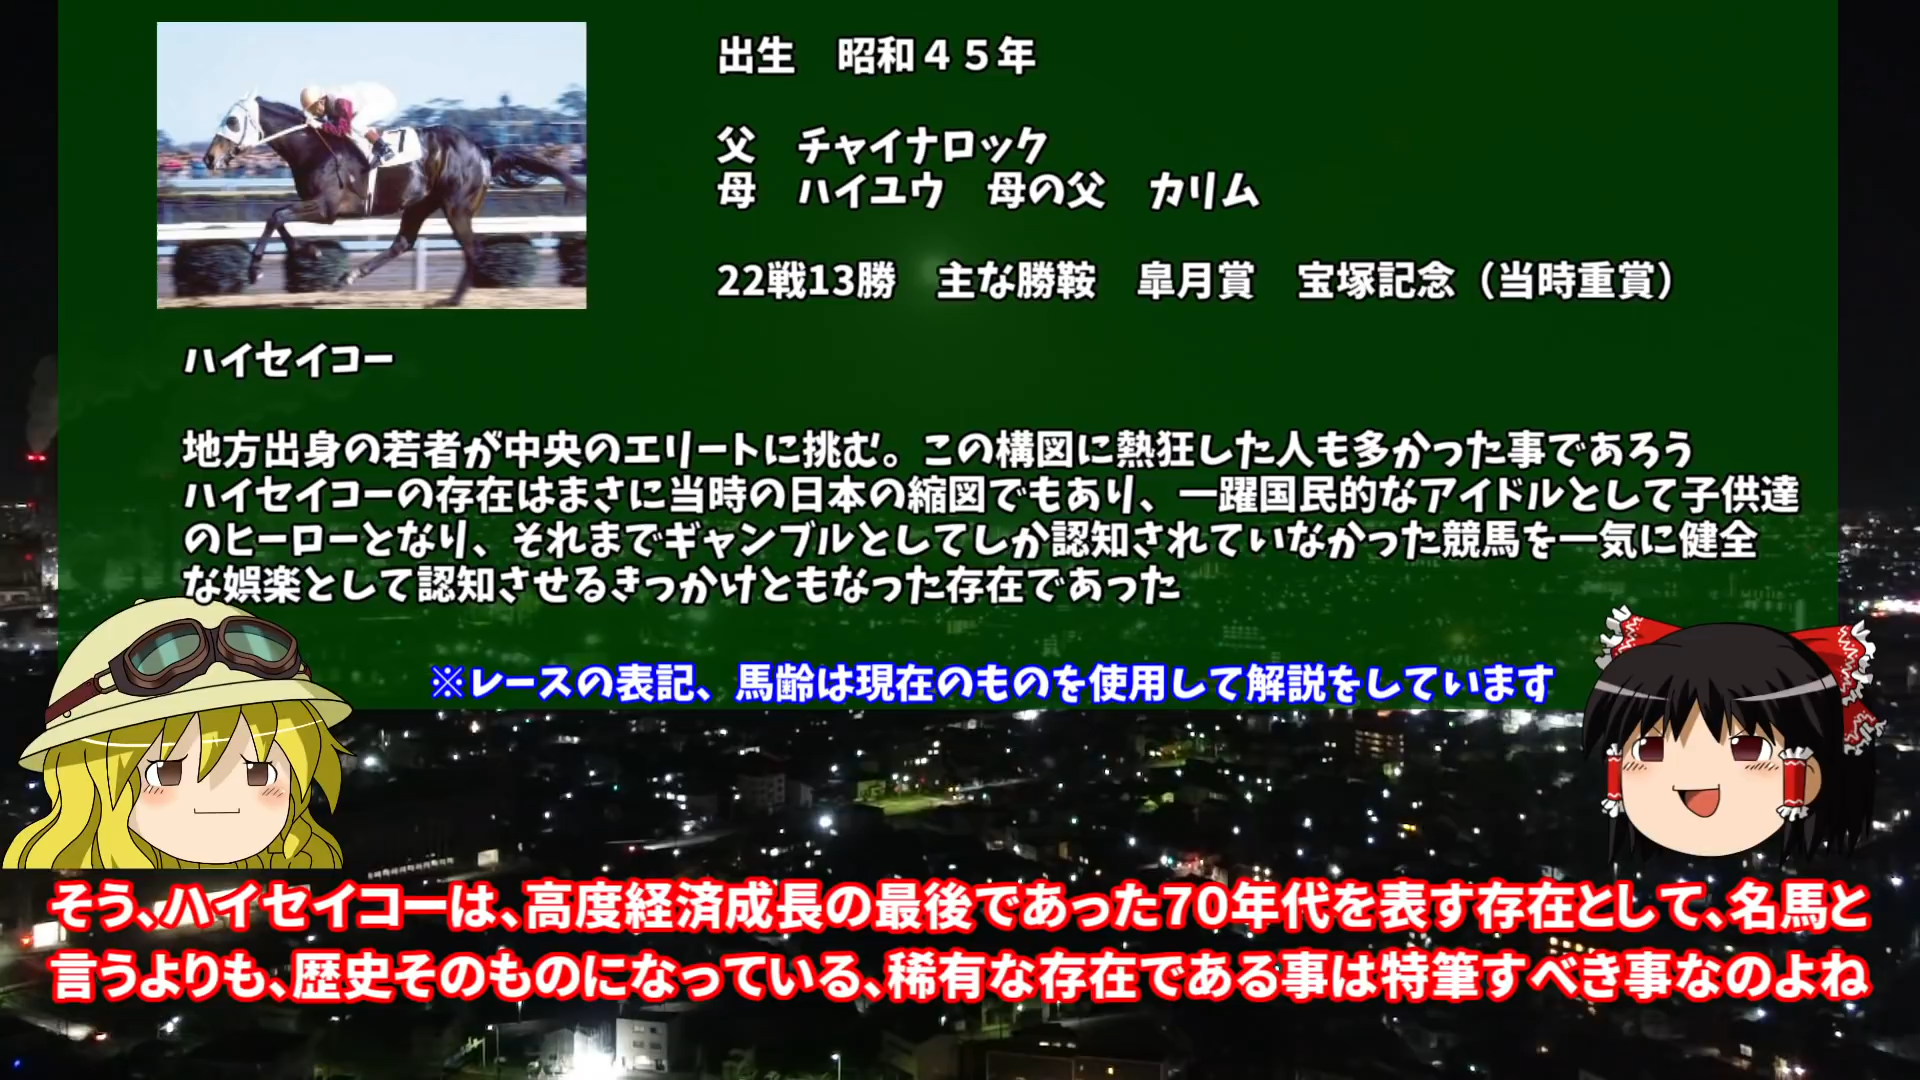 出生　昭和４５年
父　チャイナロック
母　ハイユウ　母の父　カリム
22戦13勝　主な勝鞍　皐月賞　宝塚記念（当時重賞）
ハイセイコー
地方出身の若者が中央のエリートに挑む。この構図に熱狂した人も多かった事であろう
ハイセイコーの存在はまさに当時の日本の縮図でもあり、一躍国民的なアイドルとして子供達
のヒーローとなり、それまでギャンブルとしてしか認知されていなかった競馬を一気に健全
な娯楽として認知させるきっかけともなった存在であった
※レースの表記、馬齢は現在のものを使用して解説をしています
そう、ハイセイコーは、高度経済成長の最後であった70年代を表す存在として、名馬と
言うよりも、歴史そのものになっている、稀有な存在である事は特筆すべき事なのよね